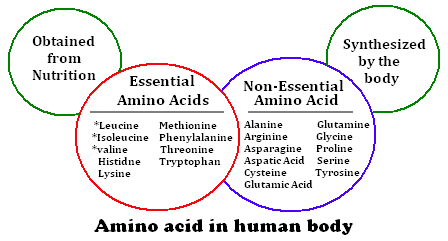 Obtained
from
Nutrition
Synthesized
by the
body
Essential
Amino Acids
*Leucine
*Isoleucine
*valine
Histidne
Lysine
Methionine
Phenylalanine
Threonine
Tryptophan
Non-Essential
Amino Acid
Alanine
Arginine
Asparagine
Aspatic Acid
Cysteine
Glutamic Acid
Glutamine
Glycine
Proline
Serine
Tyrosine
Amino acid in human body